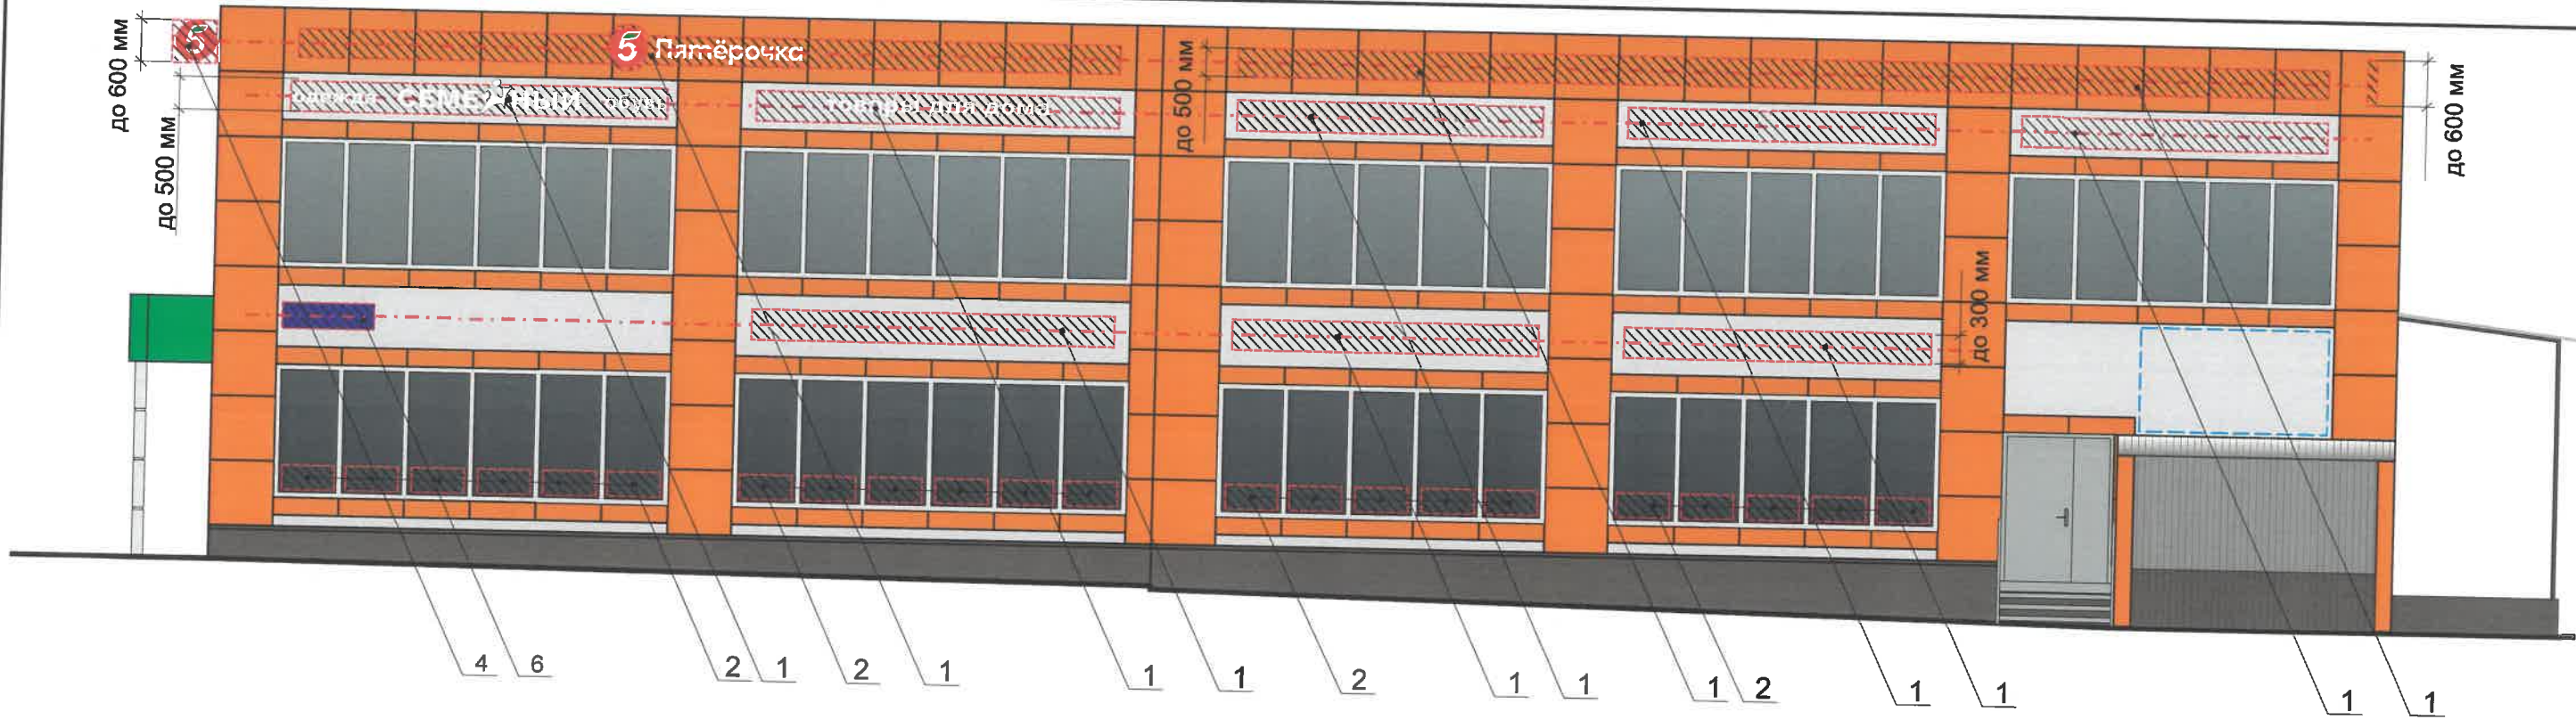 до 600 мм
до 500 мм
5
5 Пятёрочка
одежда СЕМЕЙНЫЙ обувь
товары для дома
до 500 мм
до 600 мм
до 300 мм
4 6 2 1 2 1 1 1 2 1 1 1 2 1 1 1 1